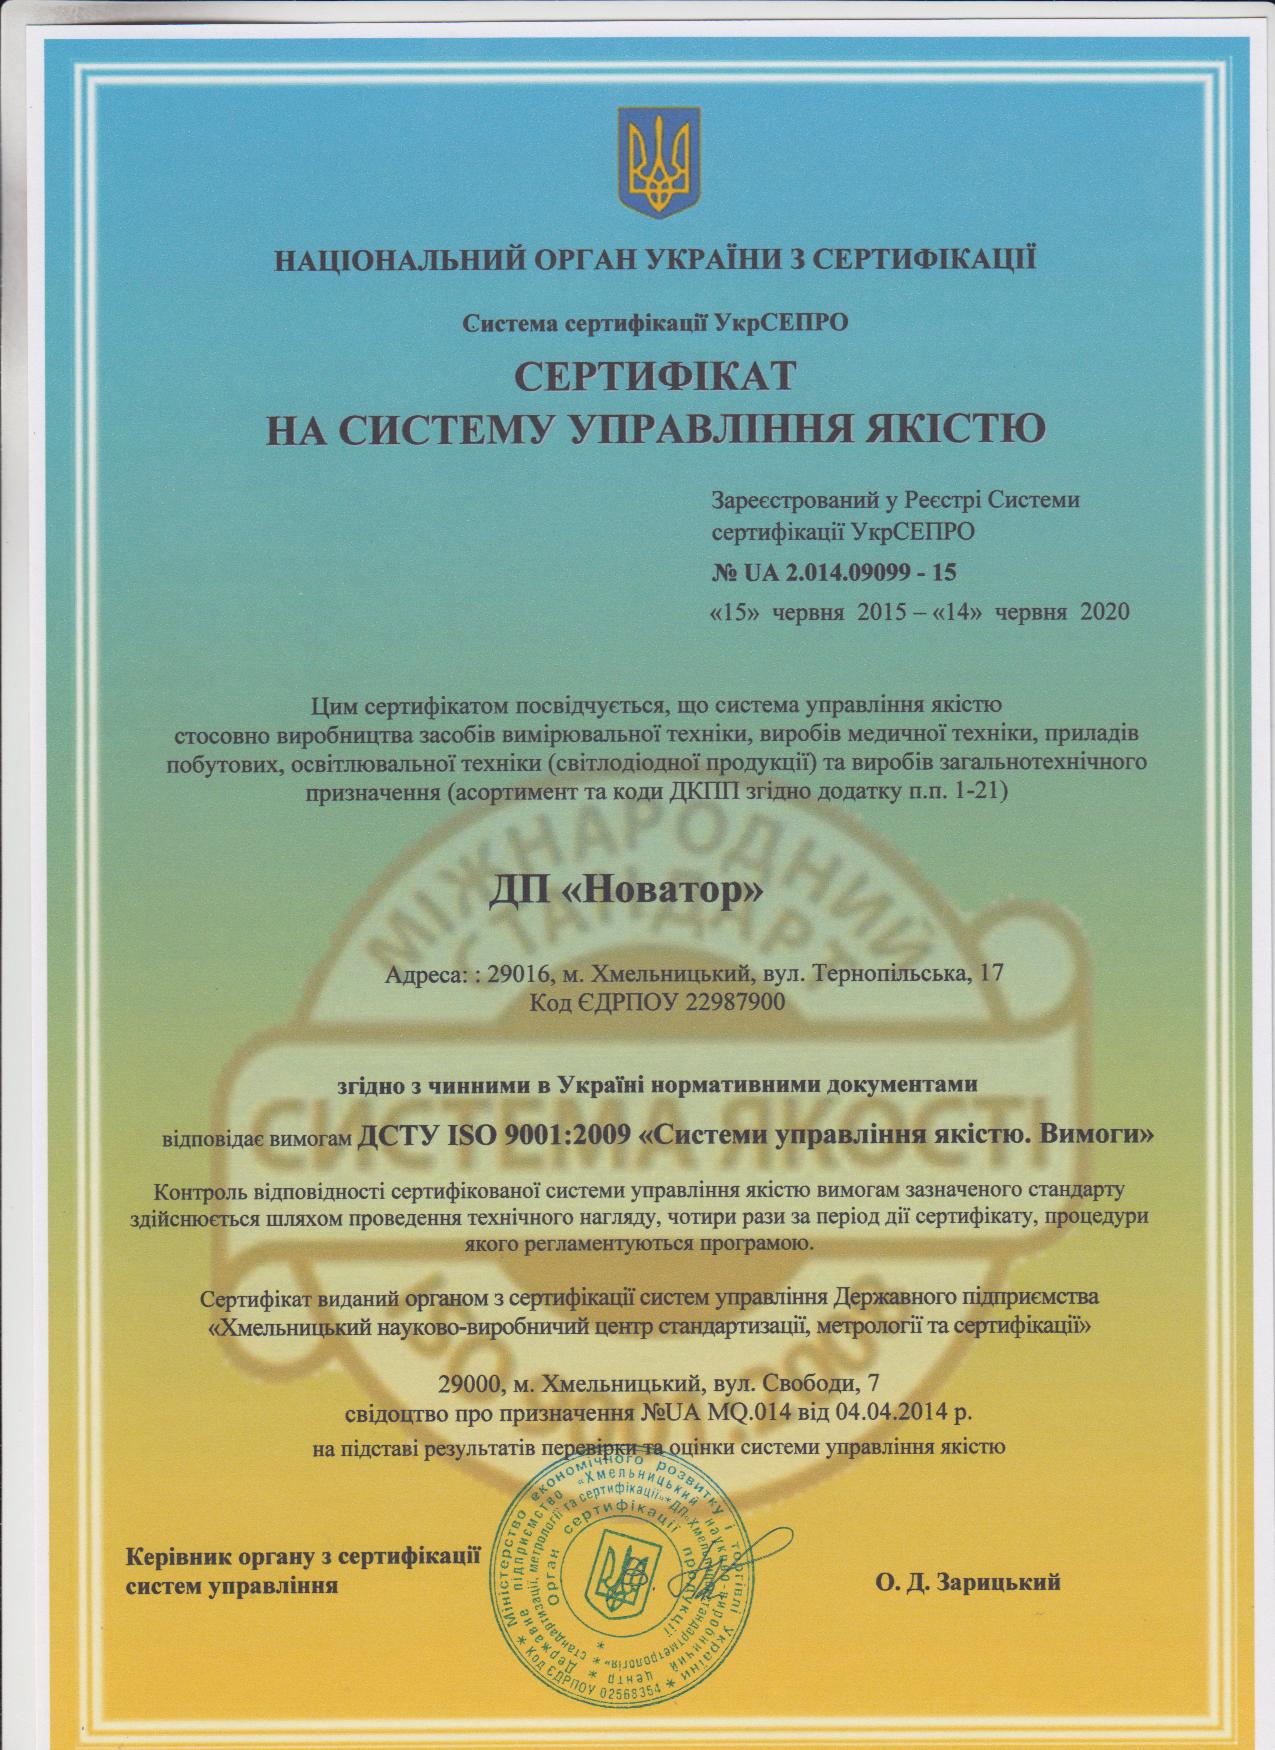 НАЦІОНАЛЬНИЙ ОРГАН УКРАЇНИ З СЕРТИФІКАЦІЇ
Система сертифікації УкрСЕПРО
СЕРТИФІКАТ
НА СИСТЕМУ УПРАВЛІННЯ ЯКІСТЮ
Зареєстрований у Реєстрі Системи
сертифікації УкрСЕПРО
№ UA 2.014.09099 - 15
«15» червня 2015 – «14» червня 2020
Цим сертифікатом посвідчується, що система управління якістю
стосовно виробництва засобів вимірювальної техніки, виробів медичної техніки, приладів
побутових, освітлювальної техніки (світлодіодної продукції) та виробів загальнотехнічного
призначення (асортимент та коди ДКПП згідно додатку п.п. 1-21)
МІЖНАРОДНИЙ
СТАНДАРТ
ДП «Новатор»
Адреса: : 29016, м. Хмельницький, вул. Тернопільська, 17
Код ЄДРПОУ 22987900
згідно з чинними в Україні нормативними документами
СИСТЕМА ЯКОСТІ
відповідає вимогам ДСТУ ISO 9001:2009 «Системи управління якістю. Вимоги»
Контроль відповідності сертифікованої системи управління якістю вимогам зазначеного стандарту
здійснюється шляхом проведення технічного нагляду, чотири рази за період дії сертифікату, процедури
якого регламентуються програмою.
Сертифікат виданий органом з сертифікації систем управління Державного підприємства
«Хмельницький науково-виробничий центр стандартизації, метрології та сертифікації»
29000, м. Хмельницький, вул. Свободи, 7
свідоцтво про призначення №UA MQ.014 від 04.04.2014 р.
на підставі результатів перевірки та оцінки системи управління якістю
Керівник органу з сертифікації
систем управління
О. Д. Зарицький
* Міністерство економічного розвитку і торгівлі України *
Код ЄДРПОУ 02568354
Державне підприємство «Хмельницький науково-виробничий центр
стандартизації, метрології та сертифікації»
Орган сертифікації продукції